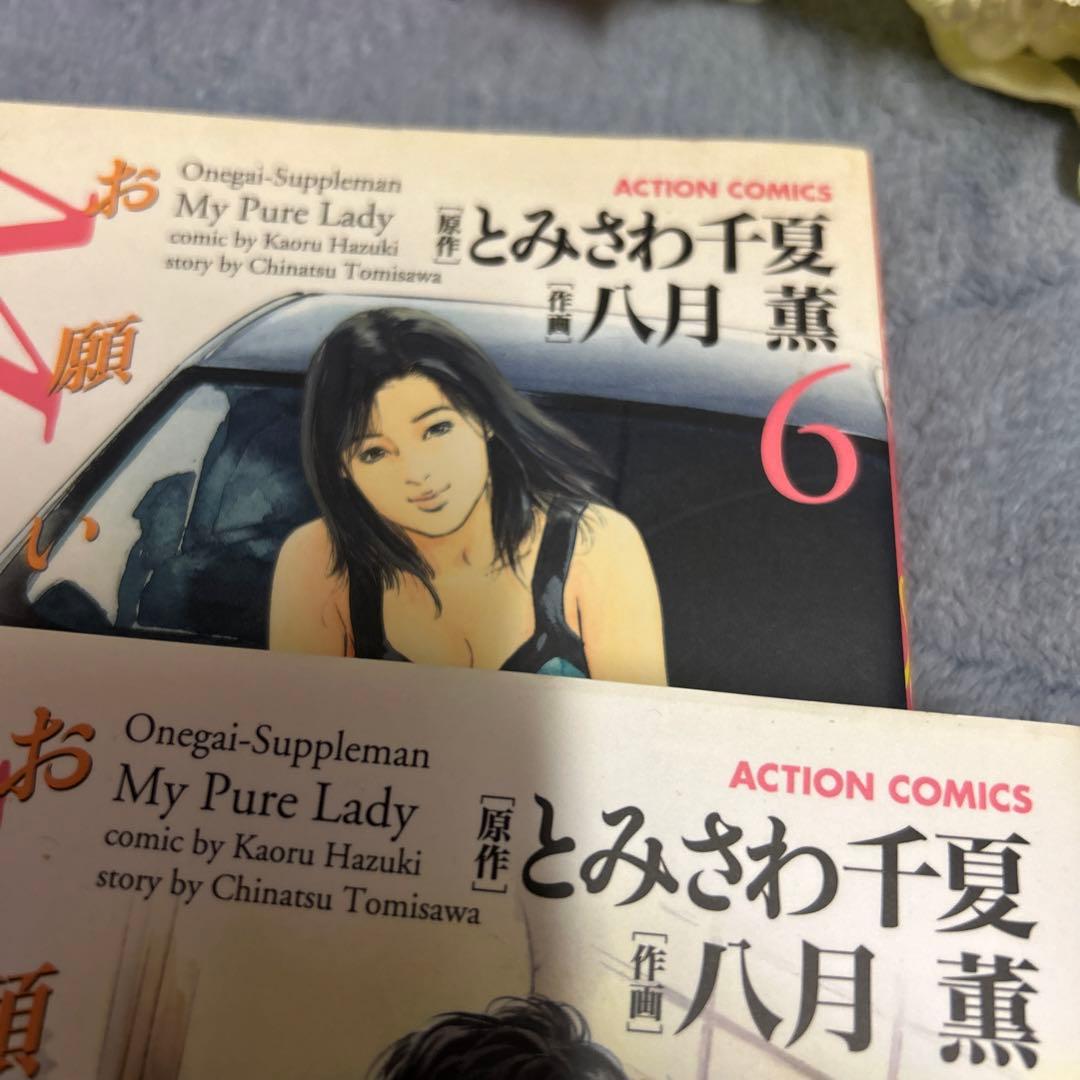 Onegai-Suppleman
My Pure Lady
comic by Kaoru Hazuki
story by Chinatsu Tomisawa
お
願
い
ACTION COMICS
[原作]とみさわ千夏
[作画]八月 薫
6
Onegai-Suppleman
My Pure Lady
comic by Kaoru Hazuki
story by Chinatsu Tomisawa
お
願
ACTION COMICS
[原作]とみさわ千夏
[作画]八月 薫